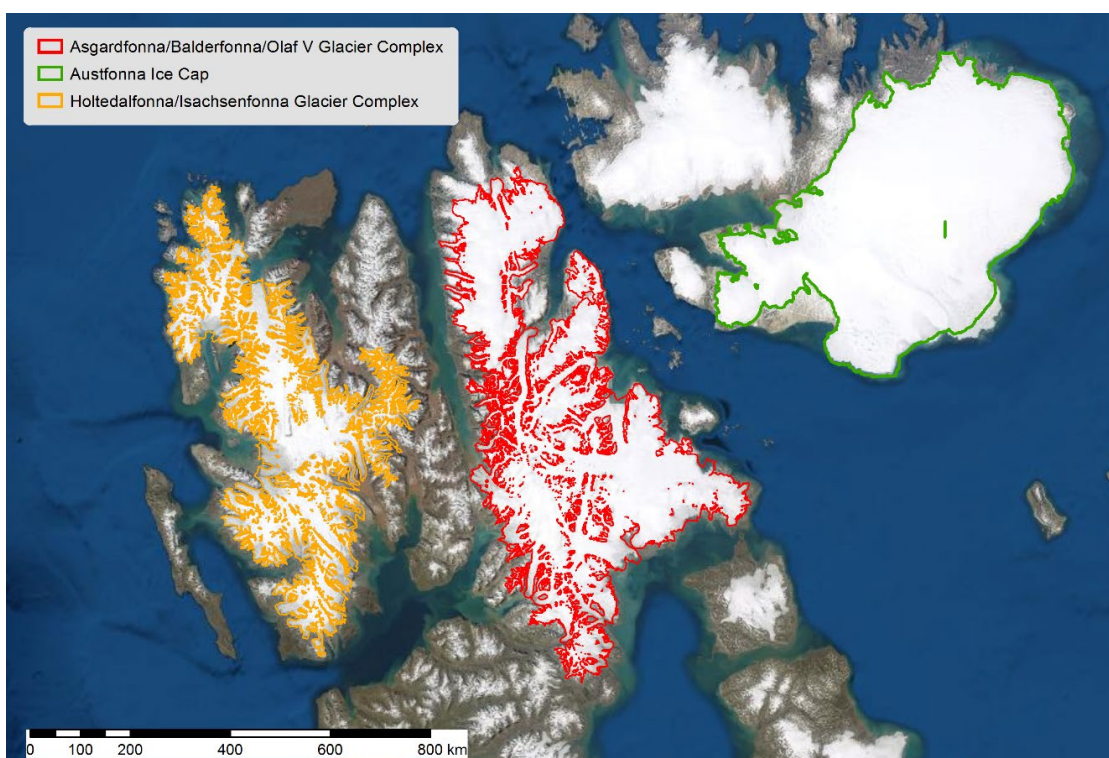 Asgardfonna/Balderfonna/Olaf V Glacier Complex
Austfonna Ice Cap
Holtedalfonna/Isachsenfonna Glacier Complex
0 100 200 400 600 800 km